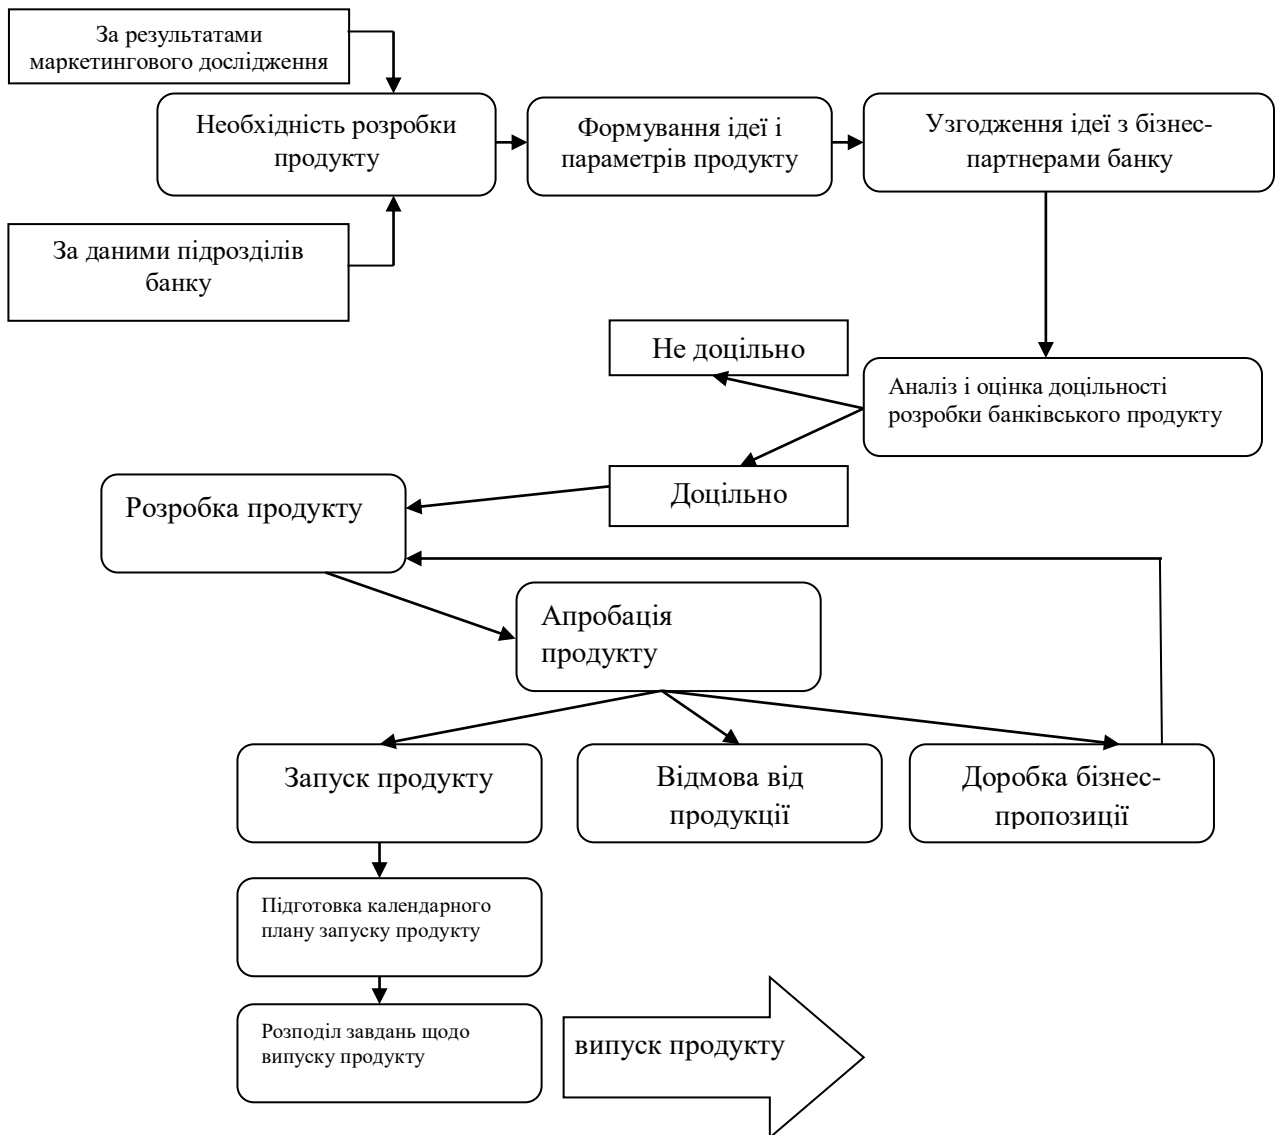 За результатами
маркетингового дослідження
Необхідність розробки
продукту
Формування ідеї і
параметрів продукту
Узгодження ідеї з бізнес-
партнерами банку
За даними підрозділів
банку
Не доцільно
Аналіз і оцінка доцільності
розробки банківського продукту
Доцільно
Розробка продукту
Апробація
продукту
Запуск продукту
Відмова від
продукції
Доробка бізнес-
пропозиції
Підготовка календарного
плану запуску продукту
Розподіл завдань щодо
випуску продукту
випуск продукту